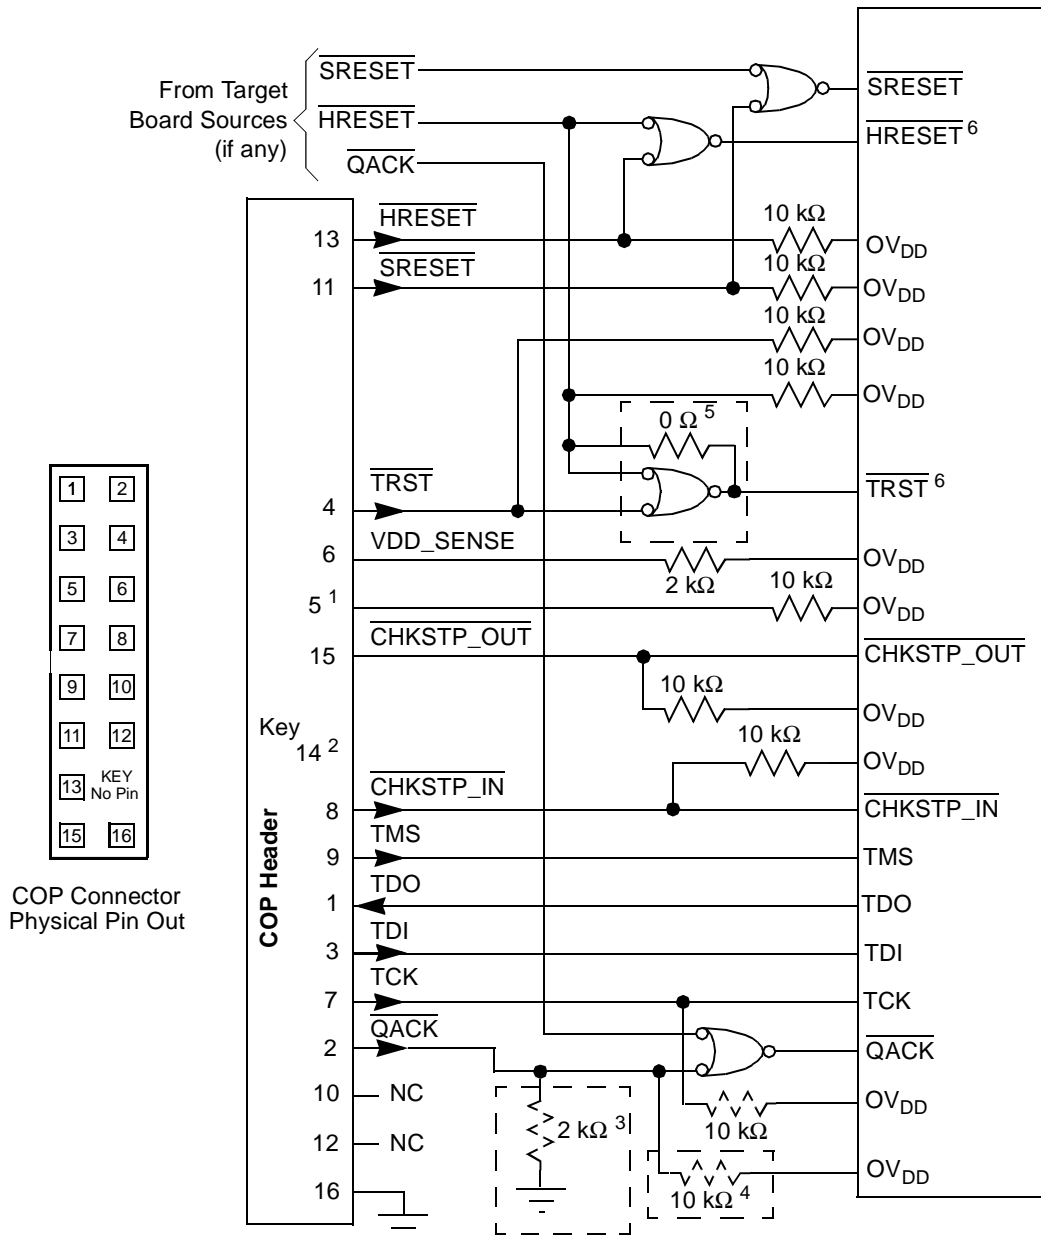 From Target
Board Sources
(if any)
SRESET
HRESET
QACK
SRESET
HRESET 6
13
HRESET
10 kΩ
OVDD
11
SRESET
10 kΩ
OVDD
10 kΩ
OVDD
10 kΩ
OVDD
0 Ω 5
4
TRST
TRST 6
6
VDD_SENSE
2 kΩ
OVDD
5 1
10 kΩ
OVDD
15
CHKSTP_OUT
CHKSTP_OUT
10 kΩ
OVDD
Key
14 2
10 kΩ
OVDD
8
CHKSTP_IN
CHKSTP_IN
9
TMS
TMS
1
TDO
TDO
3
TDI
TDI
7
TCK
TCK
2
QACK
QACK
10
NC
2 kΩ 3
10 kΩ
OVDD
12
NC
10 kΩ 4
OVDD
16
COP Header
1 2
3 4
5 6
7 8
9 10
11 12
13 KEY
No Pin
15 16
COP Connector
Physical Pin Out